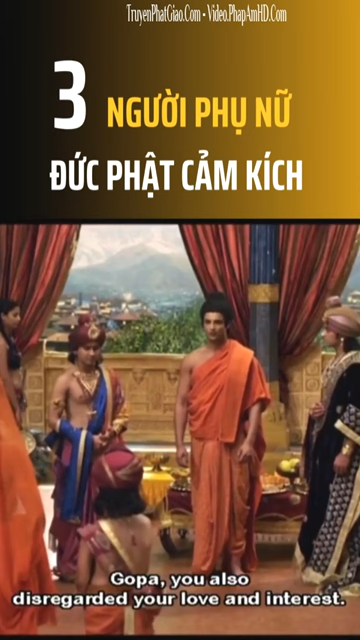 TruyenPhatGiao.Com - Video.PhapAmHD.Com
3 NGƯỜI PHỤ NỮ
ĐỨC PHẬT CẢM KÍCH
Gopa, you also
disregarded your love and interest.